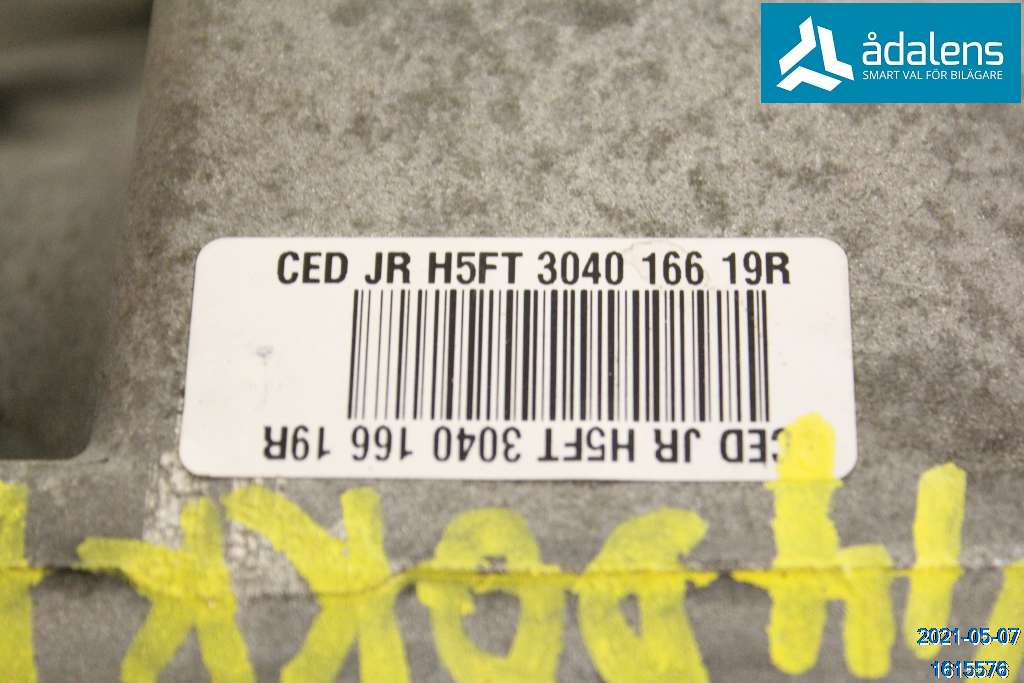 ådalens
SMART VAL FÖR BILÄGARE
CED JR H5FT 3040 166 19R
CED JR H5FT 3040 166 19R
2021-05-07
1615576